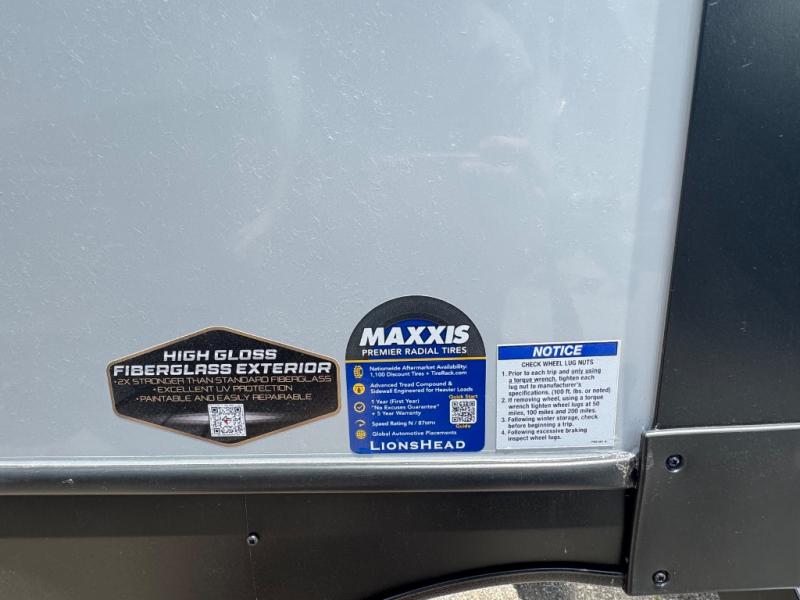 HIGH GLOSS
FIBERGLASS EXTERIOR
•2X STRONGER THAN STANDARD FIBERGLASS
•EXCELLENT UV PROTECTION
•PAINTABLE AND EASILY REPAIRABLE
MAXXIS
PREMIER RADIAL TIRES
Nationwide Aftermarket Availability:
1,100 Discount Tires + TireRack.com
Advanced Tread Compound &
Sidewall Engineered for Heavier Loads
1 Year (First Year)
"No Excuses Guarantee"
+ 5 Year Warranty
Quick Start
Guide
Speed Rating N / 87MPH
Global Automotive Placements
LIONSHEAD
NOTICE
CHECK WHEEL LUG NUTS
1. Prior to each trip and only using
a torque wrench, tighten each
lug nut to manufacturer's
specifications. (100 ft. lbs. or noted)
2. If removing wheel, using a torque
wrench tighten wheel lugs at 50
miles, 100 miles and 200 miles.
3. Following winter storage, check
before beginning a trip.
4. Following excessive braking
inspect wheel lugs.